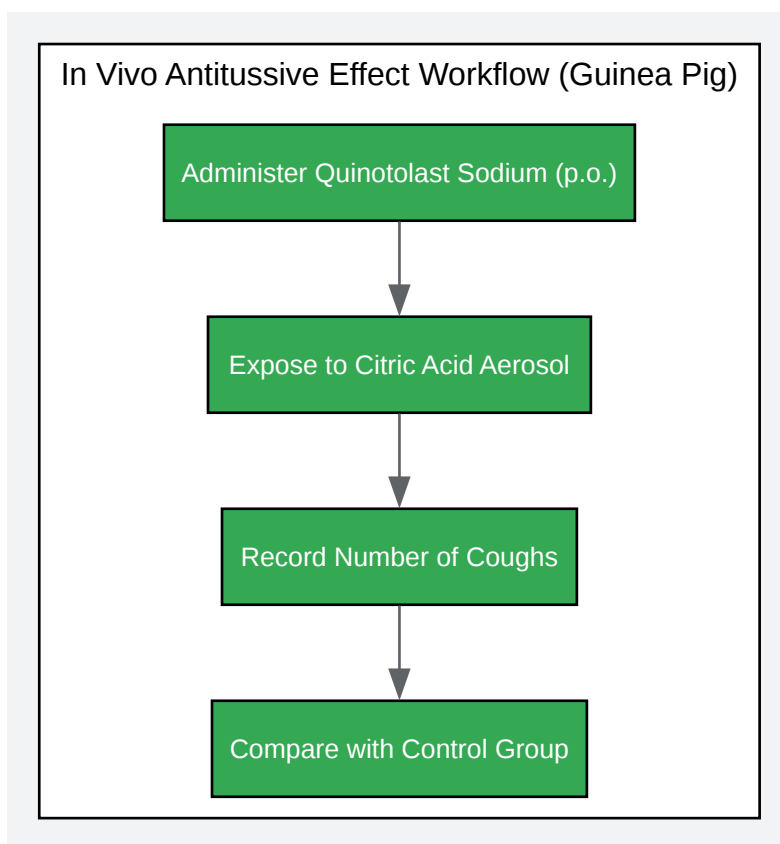 In Vivo Antitussive Effect Workflow (Guinea Pig)
Administer Quinotolast Sodium (p.o.)
Expose to Citric Acid Aerosol
Record Number of Coughs
Compare with Control Group